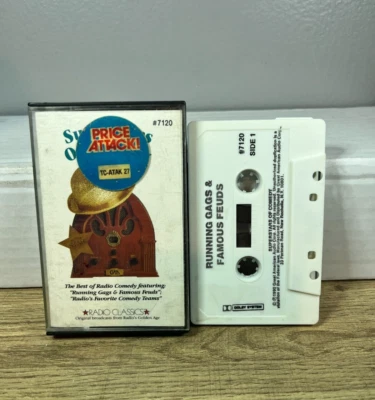 #7120
Su
s
O
PRICE
ATTACK!
TC-ATAK 27
The Best of Radio Comedy featuring:
"Running Gags & Famous Feuds";
"Radio's Favorite Comedy Teams"
★RADIO CLASSICS★
Original broadcasts from Radio's Golden Age
RUNNING GAGS &
FAMOUS FEUDS
#7120
SIDE 1
SUPERSTARS OF COMEDY
DOLBY SYSTEM